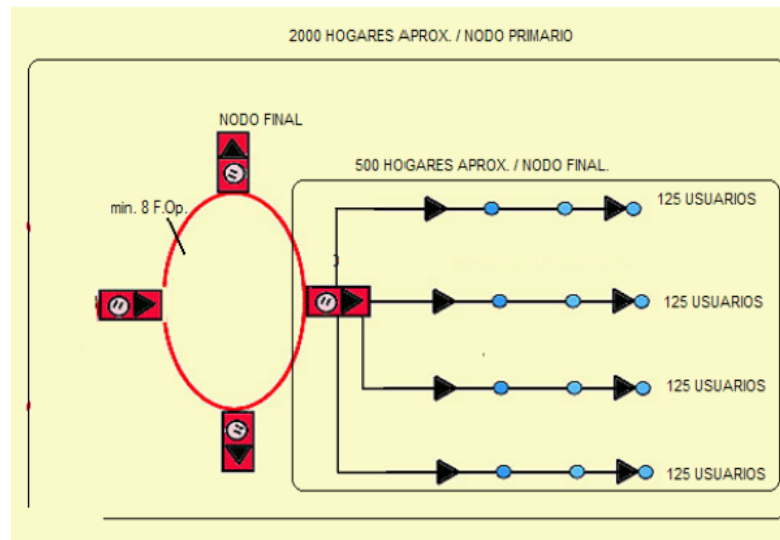 2000 HOGARES APROX. / NODO PRIMARIO
NODO FINAL
500 HOGARES APROX. / NODO FINAL.
min. 8 F.Op.
125 USUARIOS
125 USUARIOS
125 USUARIOS
125 USUARIOS